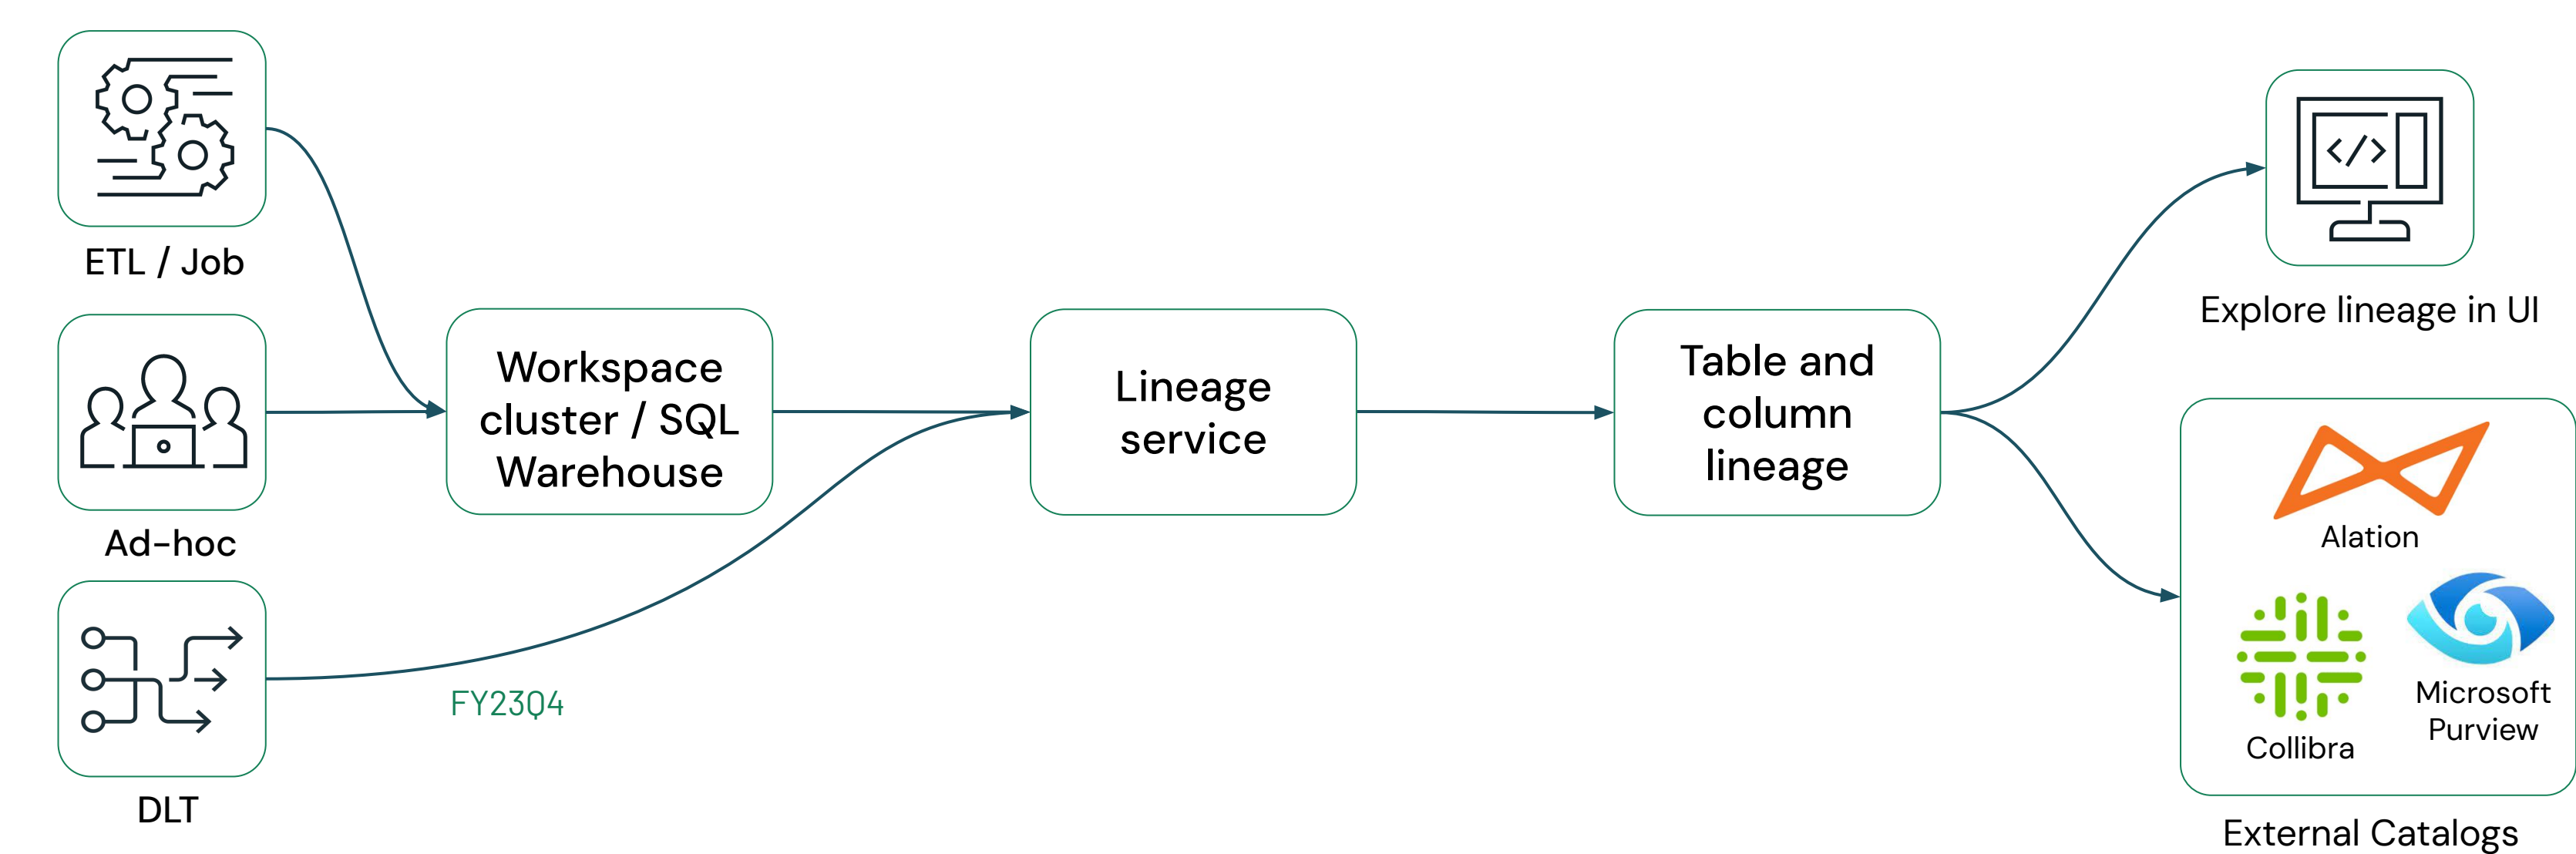 ETL / Job
Ad-hoc
DLT
FY23Q4
Workspace
cluster / SQL
Warehouse
Lineage
service
Table and
column
lineage
</>
Explore lineage in UI
Alation
Collibra
Microsoft
Purview
External Catalogs